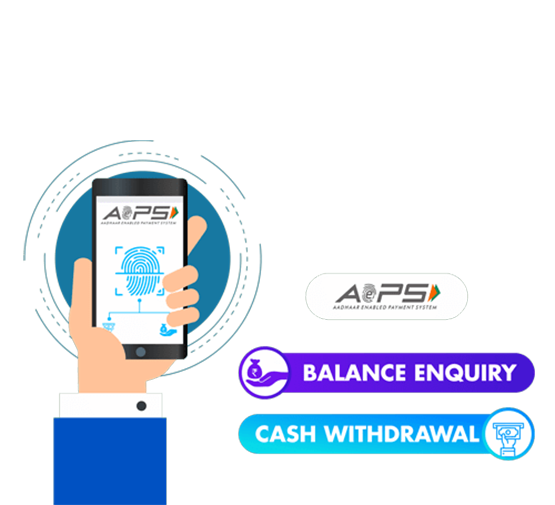 AePS
AADHAAR ENABLED PAYMENT SYSTEM
AePS
AADHAAR ENABLED PAYMENT SYSTEM
BALANCE ENQUIRY
CASH WITHDRAWAL